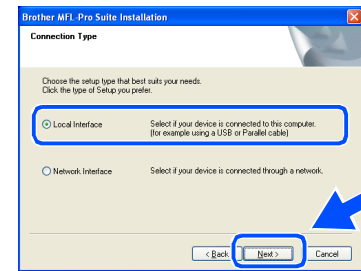 Brother MFL-Pro Suite Installation
Connection Type
Choose the setup type that best suits your needs.
Click the type of Setup you prefer.
Local Interface
Select if your device is connected to this computer.
(for example using a USB or Parallel cable)
Network Interface
Select if your device is connected through a network.
< Back
Next >
Cancel